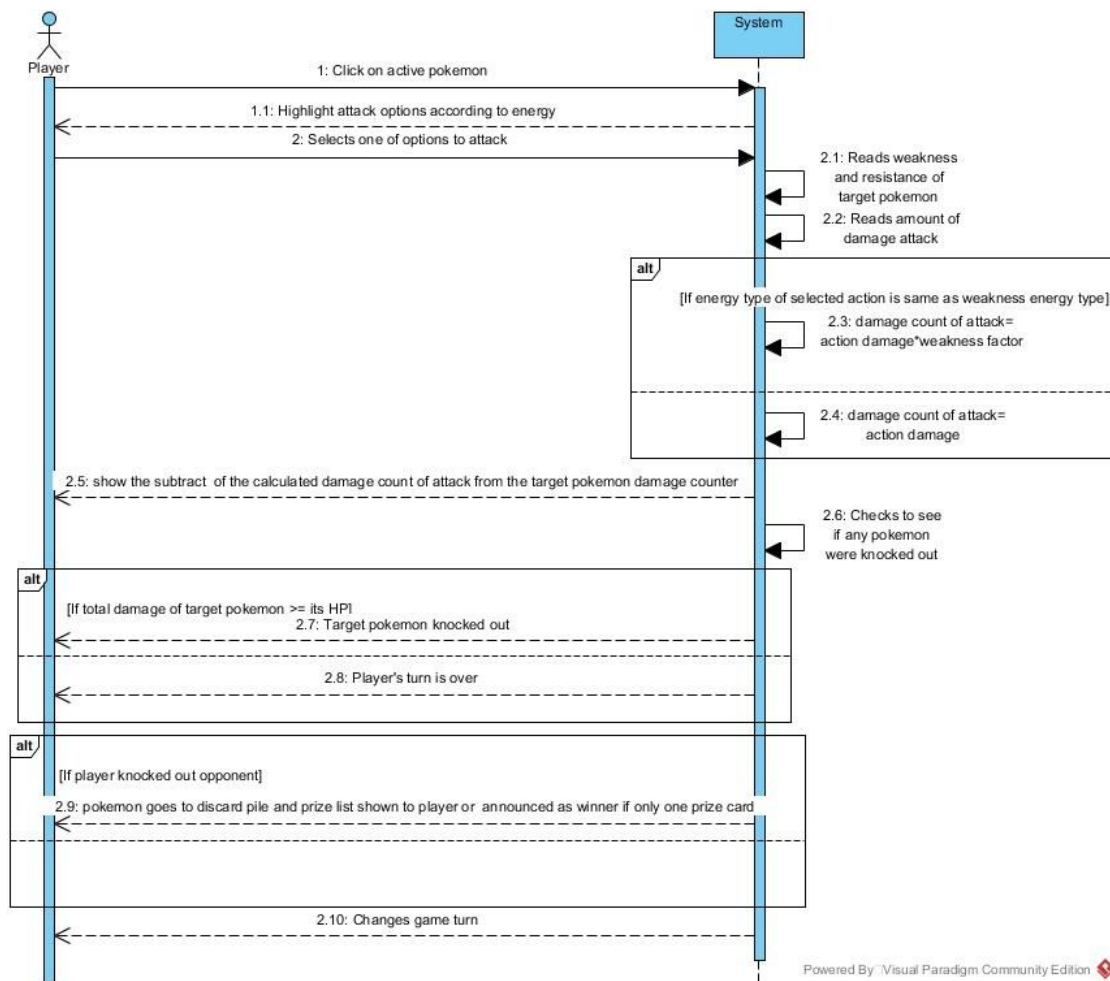 System
Player
1: Click on active pokemon
1.1: Highlight attack options according to energy
2: Selects one of options to attack
2.1: Reads weakness
and resistance of
target pokemon
2.2: Reads amount of
damage attack
alt
[If energy type of selected action is same as weakness energy type]
2.3: damage count of attack=
action damage*weakness factor
2.4: damage count of attack=
action damage
2.5: show the subtract of the calculated damage count of attack from the target pokemon damage counter
2.6: Checks to see
if any pokemon
were knocked out
alt
[If total damage of target pokemon >= its HP]
2.7: Target pokemon knocked out
2.8: Player's turn is over
alt
[If player knocked out opponent]
2.9: pokemon goes to discard pile and prize list shown to player or announced as winner if only one prize card
2.10: Changes game turn
Powered By Visual Paradigm Community Edition